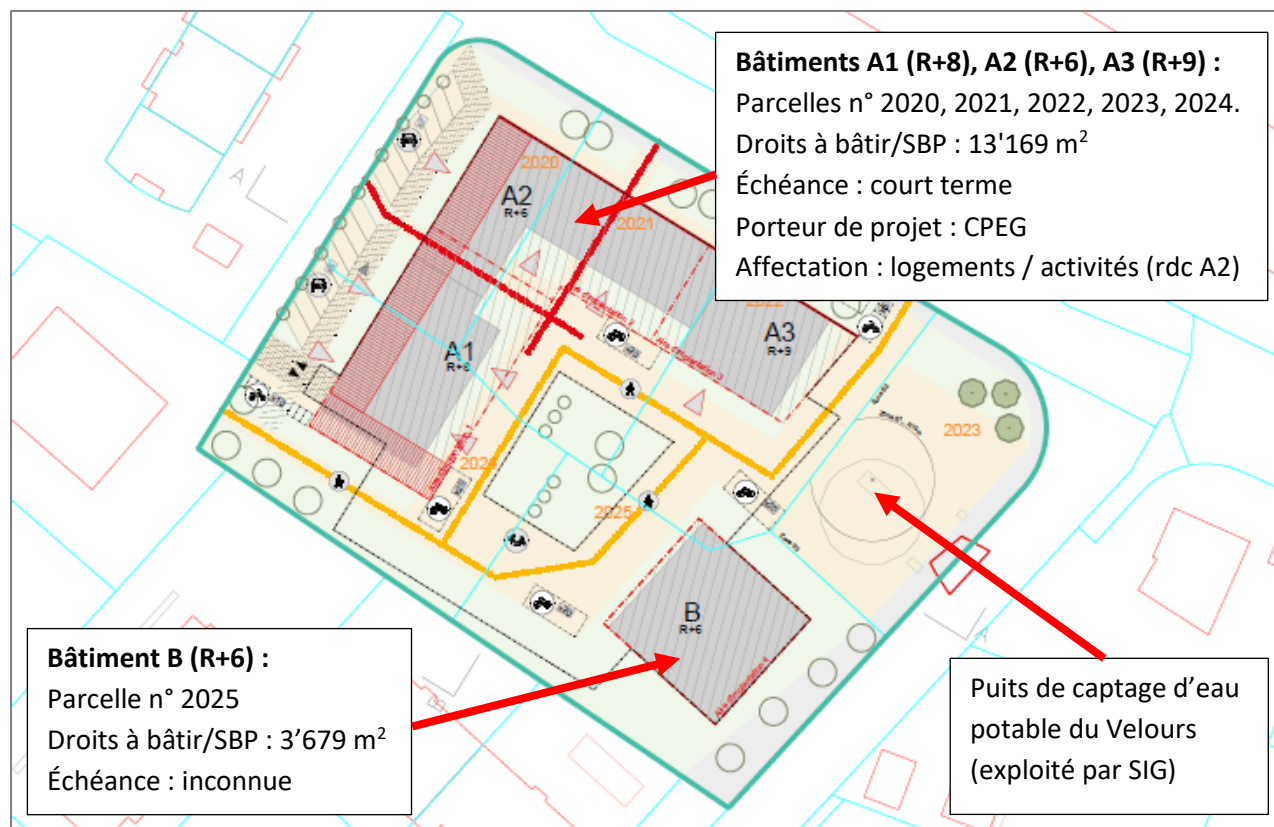 Bâtiments A1 (R+8), A2 (R+6), A3 (R+9) :
Parcelles n° 2020, 2021, 2022, 2023, 2024.
Droits à bâtir/SBP : 13'169 m²
Échéance : court terme
Porteur de projet : CPEG
Affectation : logements / activités (rdc A2)
A
2020
A2
R+6
2021
2022
A3
R+9
A1
2023
2024
2025
B
R+6
A
Bâtiment B (R+6) :
Parcelle n° 2025
Droits à bâtir/SBP : 3’679 m²
Échéance : inconnue
Puits de captage d’eau
potable du Velours
(exploité par SIG)